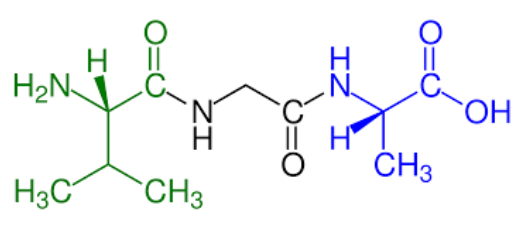 O H O
H H₂N C N C OH
N C H
H O CH₃
H₃C CH₃